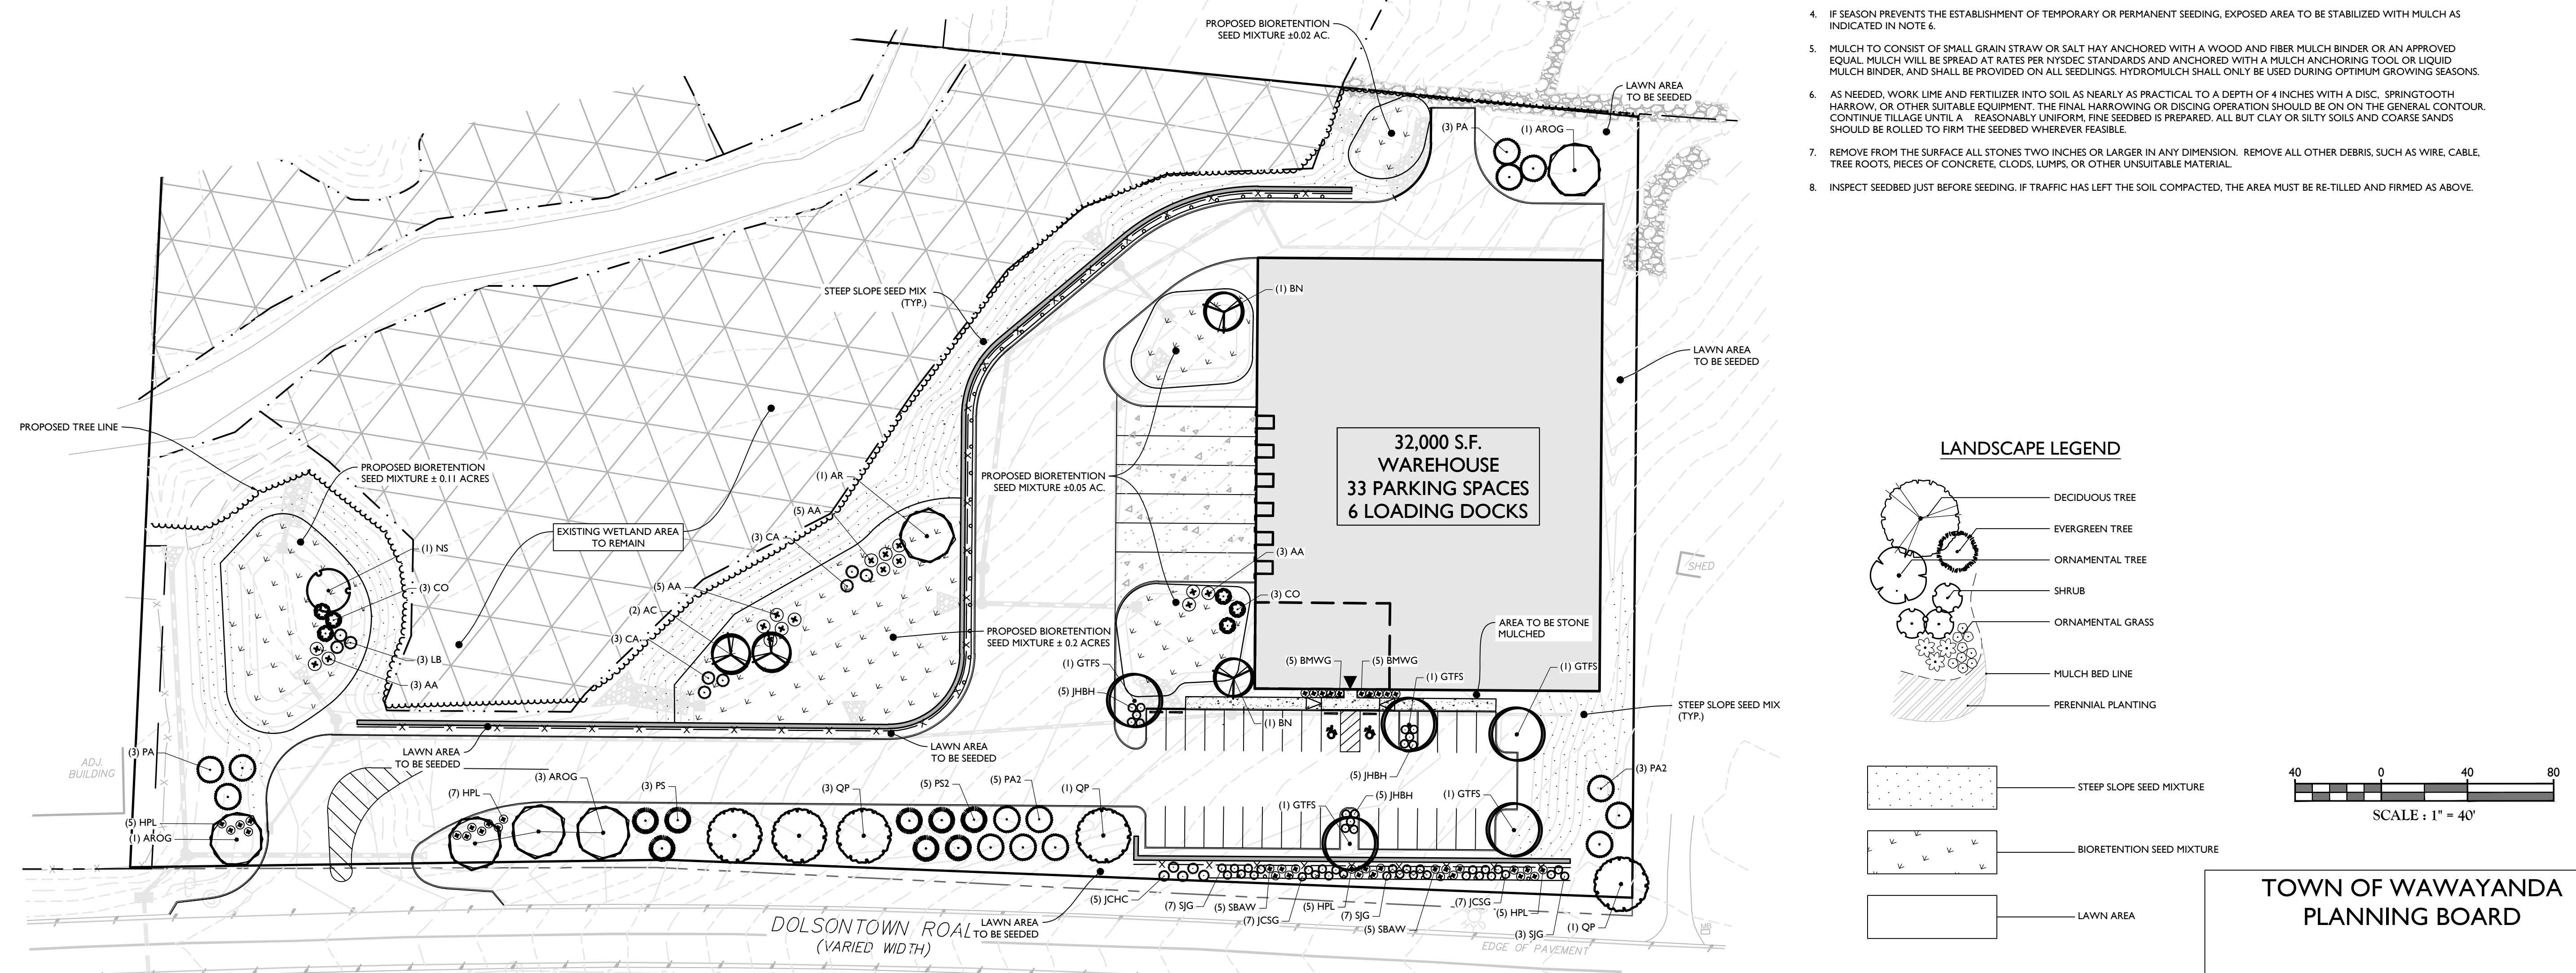 4. IF SEASON PREVENTS THE ESTABLISHMENT OF TEMPORARY OR PERMANENT SEEDING, EXPOSED AREA TO BE STABILIZED WITH MULCH AS
INDICATED IN NOTE 6.
5. MULCH TO CONSIST OF SMALL GRAIN STRAW OR SALT HAY ANCHORED WITH A WOOD AND FIBER MULCH BINDER OR AN APPROVED
EQUAL. MULCH WILL BE SPREAD AT RATES PER NYSDEC STANDARDS AND ANCHORED WITH A MULCH ANCHORING TOOL OR LIQUID
MULCH BINDER, AND SHALL BE PROVIDED ON ALL SEEDLINGS. HYDROMULCH SHALL ONLY BE USED DURING OPTIMUM GROWING SEASONS.
6. AS NEEDED, WORK LIME AND FERTILIZER INTO SOIL AS NEARLY AS PRACTICAL TO A DEPTH OF 4 INCHES WITH A DISC, SPRINGTOOTH
HARROW, OR OTHER SUITABLE EQUIPMENT. THE FINAL HARROWING OR DISCING OPERATION SHOULD BE ON ON THE GENERAL CONTOUR.
CONTINUE TILLAGE UNTIL A REASONABLY UNIFORM, FINE SEEDBED IS PREPARED. ALL BUT CLAY OR SILTY SOILS AND COARSE SANDS
SHOULD BE ROLLED TO FIRM THE SEEDBED WHEREVER FEASIBLE.
7. REMOVE FROM THE SURFACE ALL STONES TWO INCHES OR LARGER IN ANY DIMENSION. REMOVE ALL OTHER DEBRIS, SUCH AS WIRE, CABLE,
TREE ROOTS, PIECES OF CONCRETE, CLODS, LUMPS, OR OTHER UNSUITABLE MATERIAL.
8. INSPECT SEEDBED JUST BEFORE SEEDING. IF TRAFFIC HAS LEFT THE SOIL COMPACTED, THE AREA MUST BE RE-TILLED AND FIRMED AS ABOVE.
PROPOSED BIORETENTION
SEED MIXTURE ±0.02 AC.
LAWN AREA
TO BE SEEDED
(3) PA
(1) AROG
STEEP SLOPE SEED MIX
(TYP.)
(1) BN
LAWN AREA
TO BE SEEDED
PROPOSED TREE LINE
PROPOSED BIORETENTION
SEED MIXTURE ± 0.11 ACRES
(1) AR
PROPOSED BIORETENTION
SEED MIXTURE ±0.05 AC.
32,000 S.F.
WAREHOUSE
33 PARKING SPACES
6 LOADING DOCKS
(5) AA
EXISTING WETLAND AREA
TO REMAIN
(3) CA
(1) NS
(3) AA
SHED
(3) CO
(5) AA
(3) CO
(2) AC
(3) CA
PROPOSED BIORETENTION
SEED MIXTURE ± 0.2 ACRES
AREA TO BE STONE
MULCHED
(3) LB
(1) GTFS
(5) BMWG
(5) BMWG
(1) GTFS
(1) GTFS
(3) AA
(5) JHBH
(1) BN
STEEP SLOPE SEED MIX
(TYP.)
(3) PA
LAWN AREA
TO BE SEEDED
LAWN AREA
TO BE SEEDED
ADJ.
BUILDING
(3) AROG
(3) PS
(5) PS2
(5) PA2
(5) JHBH
(3) PA2
(7) HPL
(3) QP
(1) QP
(5) JHBH
(1) GTFS
(1) GTFS
(5) HPL
(1) AROG
(5) JCHC
(7) SJG
(5) SBAW
(7) JCSG
(5) HPL
(7) SJG
(5) SBAW
(7) JCSG
(5) HPL
(3) SJG
(1) QP
DOLSONTOWN ROAD
(VARIED WIDTH)
LAWN AREA
TO BE SEEDED
EDGE OF PAVEMENT
MB
LANDSCAPE LEGEND
DECIDUOUS TREE
EVERGREEN TREE
ORNAMENTAL TREE
SHRUB
ORNAMENTAL GRASS
MULCH BED LINE
PERENNIAL PLANTING
STEEP SLOPE SEED MIXTURE
BIORETENTION SEED MIXTURE
LAWN AREA
40 0 40 80
SCALE : 1" = 40'
TOWN OF WAWAYANDA
PLANNING BOARD